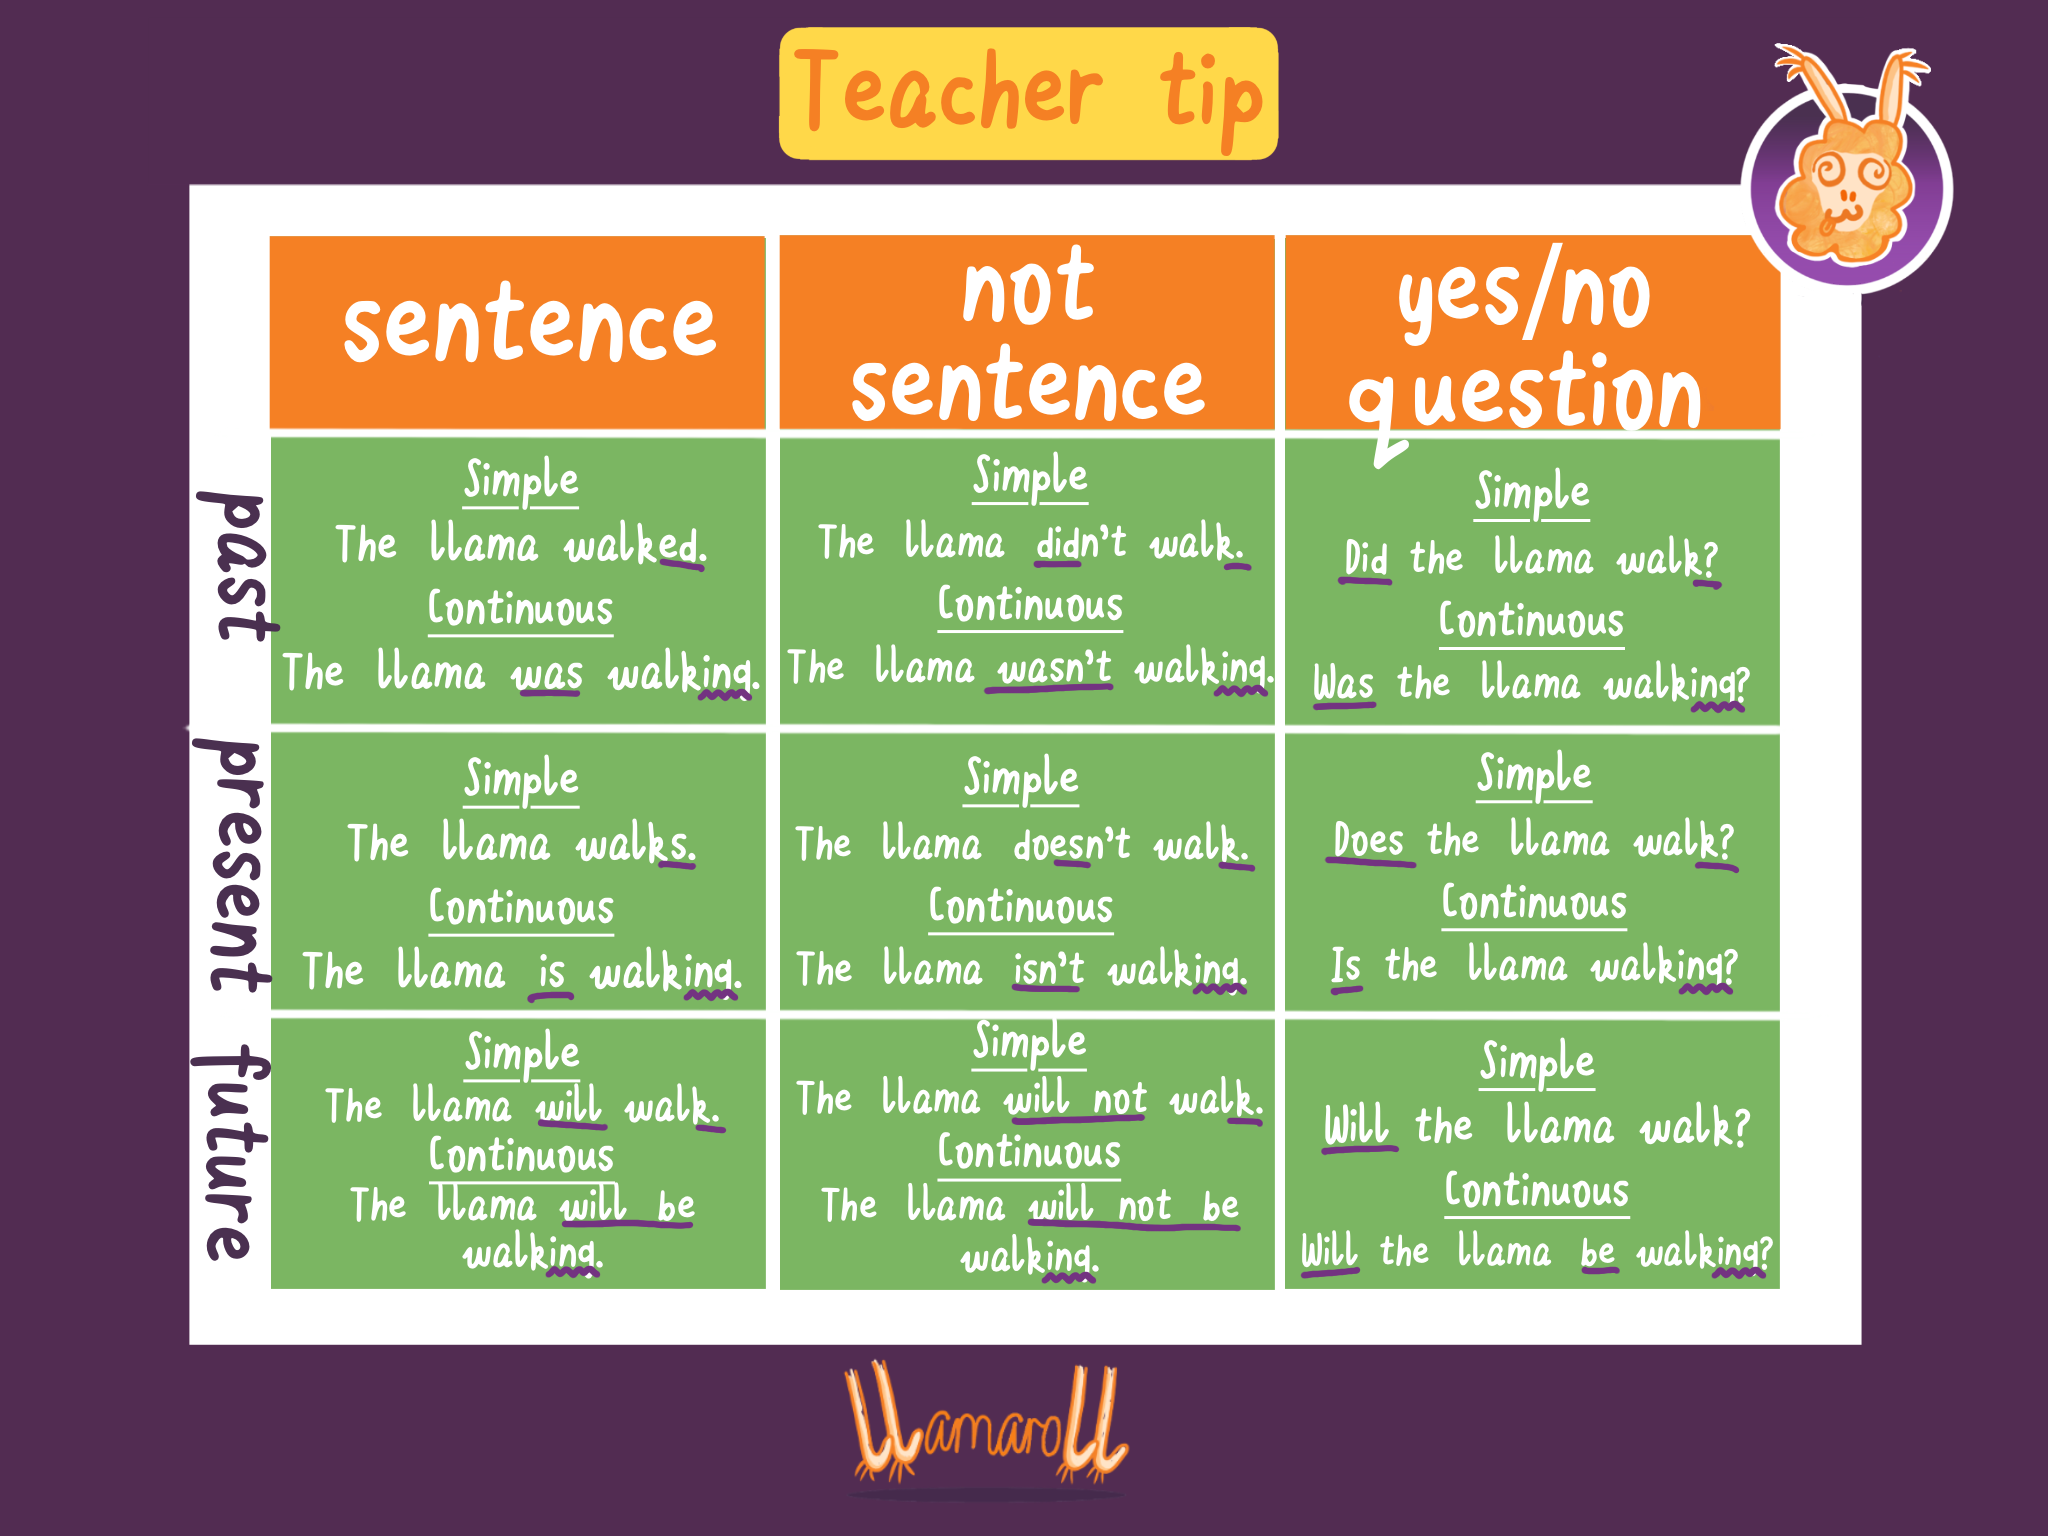 Teacher tip
sentence
not
sentence
yes/no
question
past
Simple
The llama walked.
Continuous
The llama was walking.
Simple
The llama didn't walk.
Continuous
The llama wasn't walking.
Simple
Did the llama walk?
Continuous
Was the llama walking?
present
Simple
The llama walks.
Continuous
The llama is walking.
Simple
The llama doesn't walk.
Continuous
The llama isn't walking.
Simple
Does the llama walk?
Continuous
Is the llama walking?
future
Simple
The llama will walk.
Continuous
The llama will be
walking.
Simple
The llama will not walk.
Continuous
The llama will not be
walking.
Simple
Will the llama walk?
Continuous
Will the llama be walking?
llamaroll